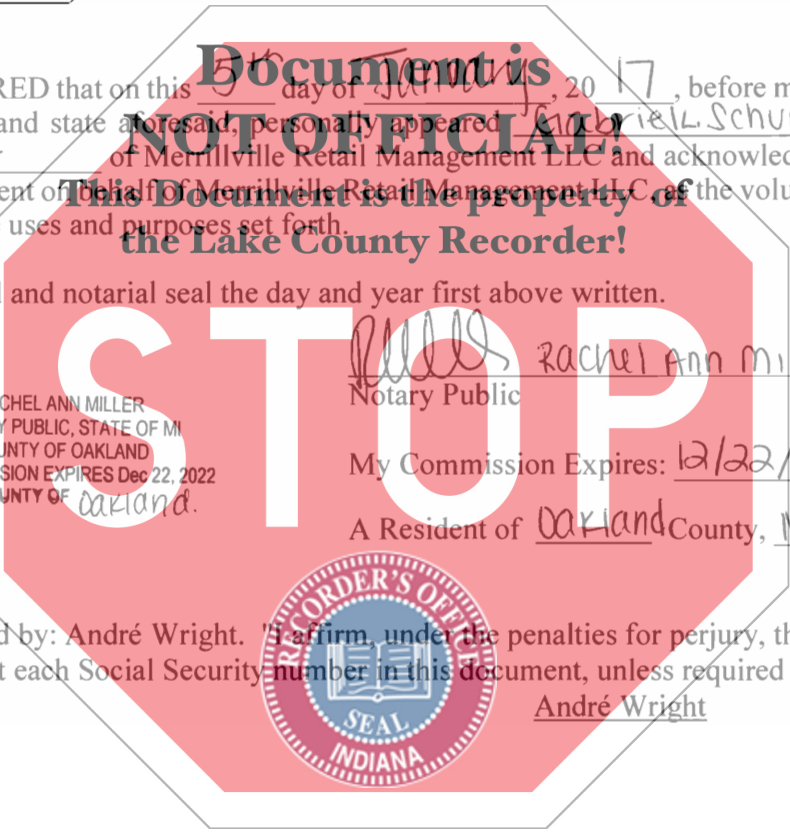 Document is
RED that on this 5th day of January, 20 17, before m
NOT OFFICIAL!
and state aforesaid, personally appeared Gabriel L. Schu
of Merrillville Retail Management LLC and acknowled
ent on behalf of Merrillville Retail Management LLC, as the volu
This Document is the property of
uses and purposes set forth.
the Lake County Recorder!
and notarial seal the day and year first above written.
STOP
Rachel Ann Mi
Notary Public
CHEL ANN MILLER
Y PUBLIC, STATE OF MI
UNTY OF OAKLAND
SION EXPIRES Dec 22, 2022
UNTY OF Oakland.
My Commission Expires: 12/22/
A Resident of Oakland County, M
d by: André Wright. "I affirm, under the penalties for perjury, th
t each Social Security number in this document, unless required
André Wright
RECORDER'S OFFICE
SEAL
INDIANA